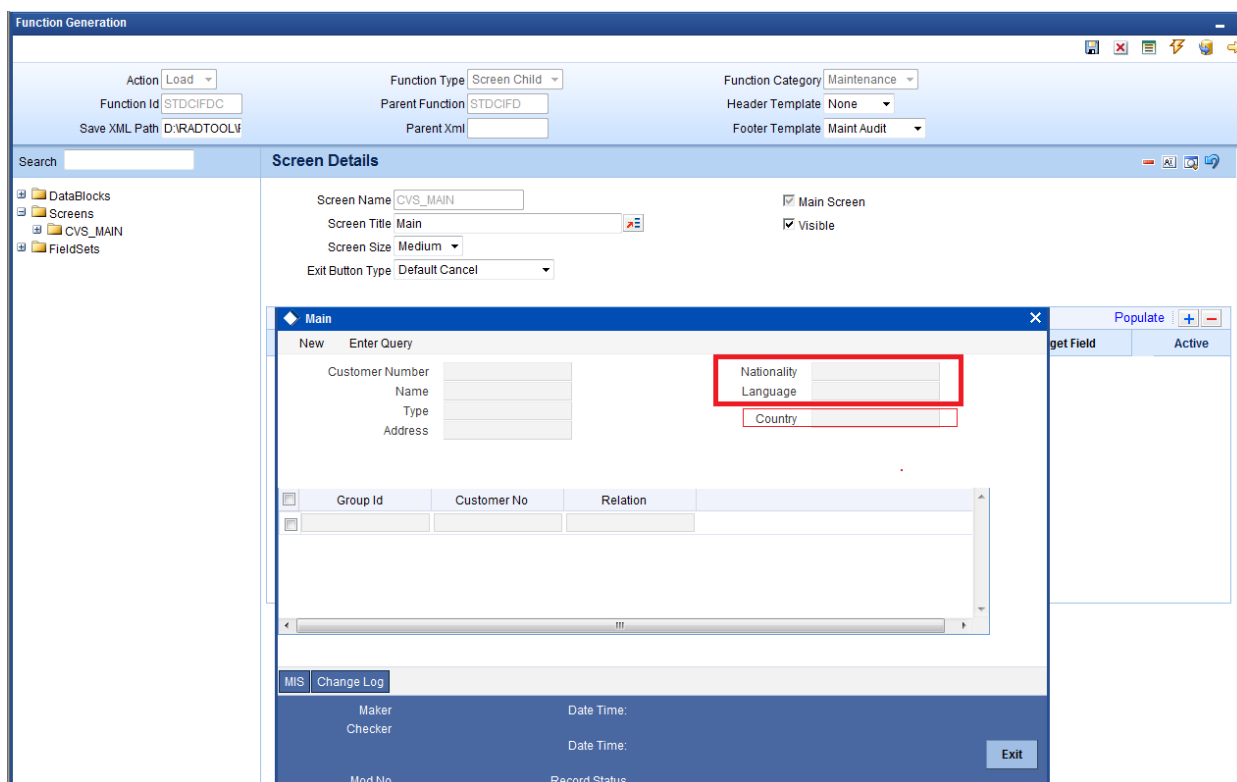 Function Generation
Action Load Function Type Screen Child Function Category Maintenance
Function Id STDCIFDC Parent Function STDCIFD Header Template None
Save XML Path D:\RADTOOL\ Parent Xml Footer Template Maint Audit
Search Screen Details
DataBlocks
Screens
CVS_MAIN
FieldSets
Screen Name CVS_MAIN Main Screen
Screen Title Main Visible
Screen Size Medium
Exit Button Type Default Cancel
Populate
get Field Active
Main
New Enter Query
Customer Number Nationality
Name Language
Type Country
Address
Group Id Customer No Relation
MIS Change Log
Maker Date Time:
Checker
Date Time:
Exit
Mod No Record Status